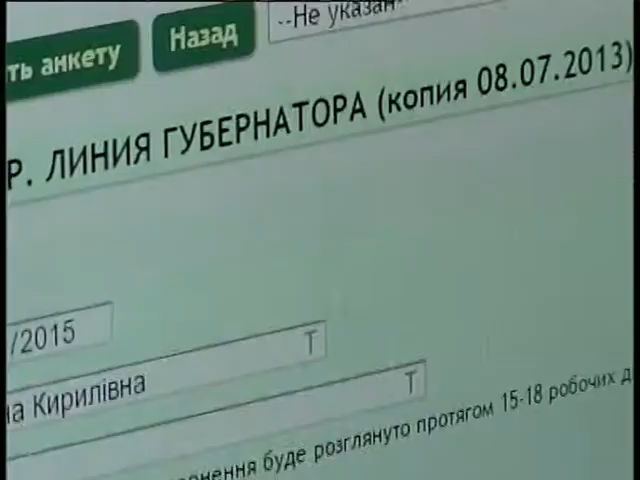 ть анкету Назад --Не указан
Р. ЛИНИЯ ГУБЕРНАТОРА (копия 08.07.2013)
/2015
на Кирилівна
буде розглянуто протягом 15-18 робочих д